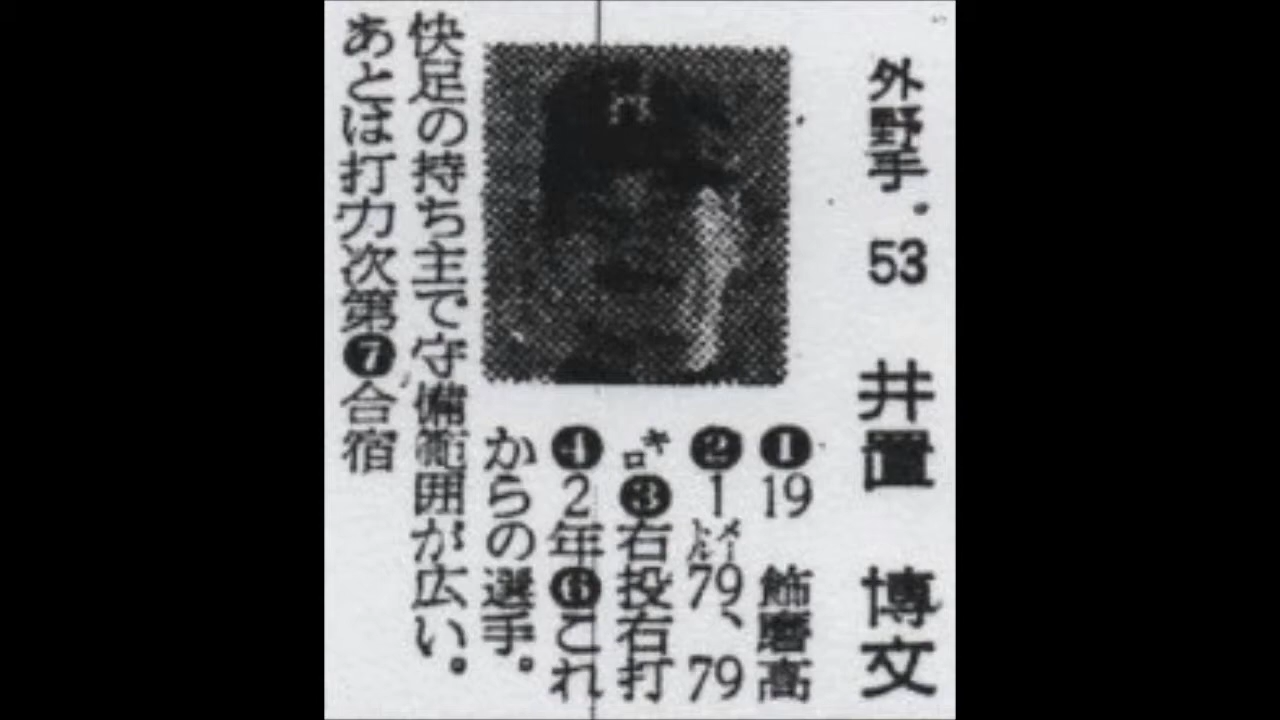 外野手・53 井置 博文
❶19 飾磨高
❷1メートル79、79
キロ❸右投右打
❹2年❻これ
からの選手。
快足の持ち主で守備範囲が広い。
あとは打力次第❼合宿